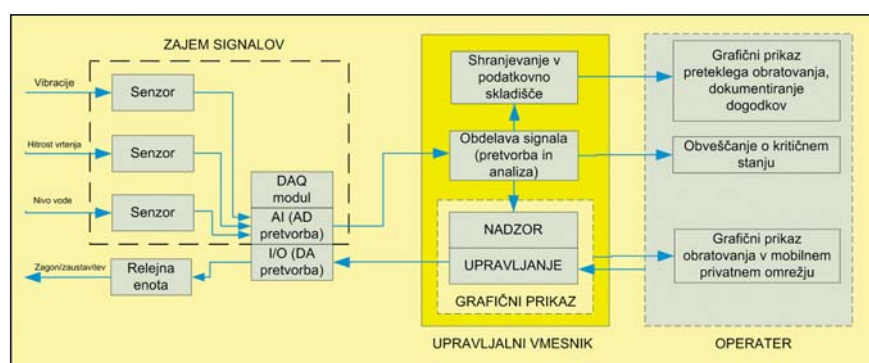 ZAJEM SIGNALOV
Vibracije
Senzor
Hitrost vrtenja
Senzor
Nivo vode
Senzor
DAQ
modul
AI (AD
pretvorba)
I/O (DA
pretvorba)
Zagon/zaustavitev
Relejna
enota
Shranjevanje v
podatkovno
skladišče
Obdelava signala
(pretvorba in
analiza)
NADZOR
UPRAVLJANJE
GRAFIČNI PRIKAZ
UPRAVLJALNI VMESNIK
Grafični prikaz
preteklega obratovanja,
dokumentiranje
dogodkov
Obveščanje o kritičnem
stanju
Grafični prikaz
obratovanja v mobilnem
privatnem omrežju
OPERATER